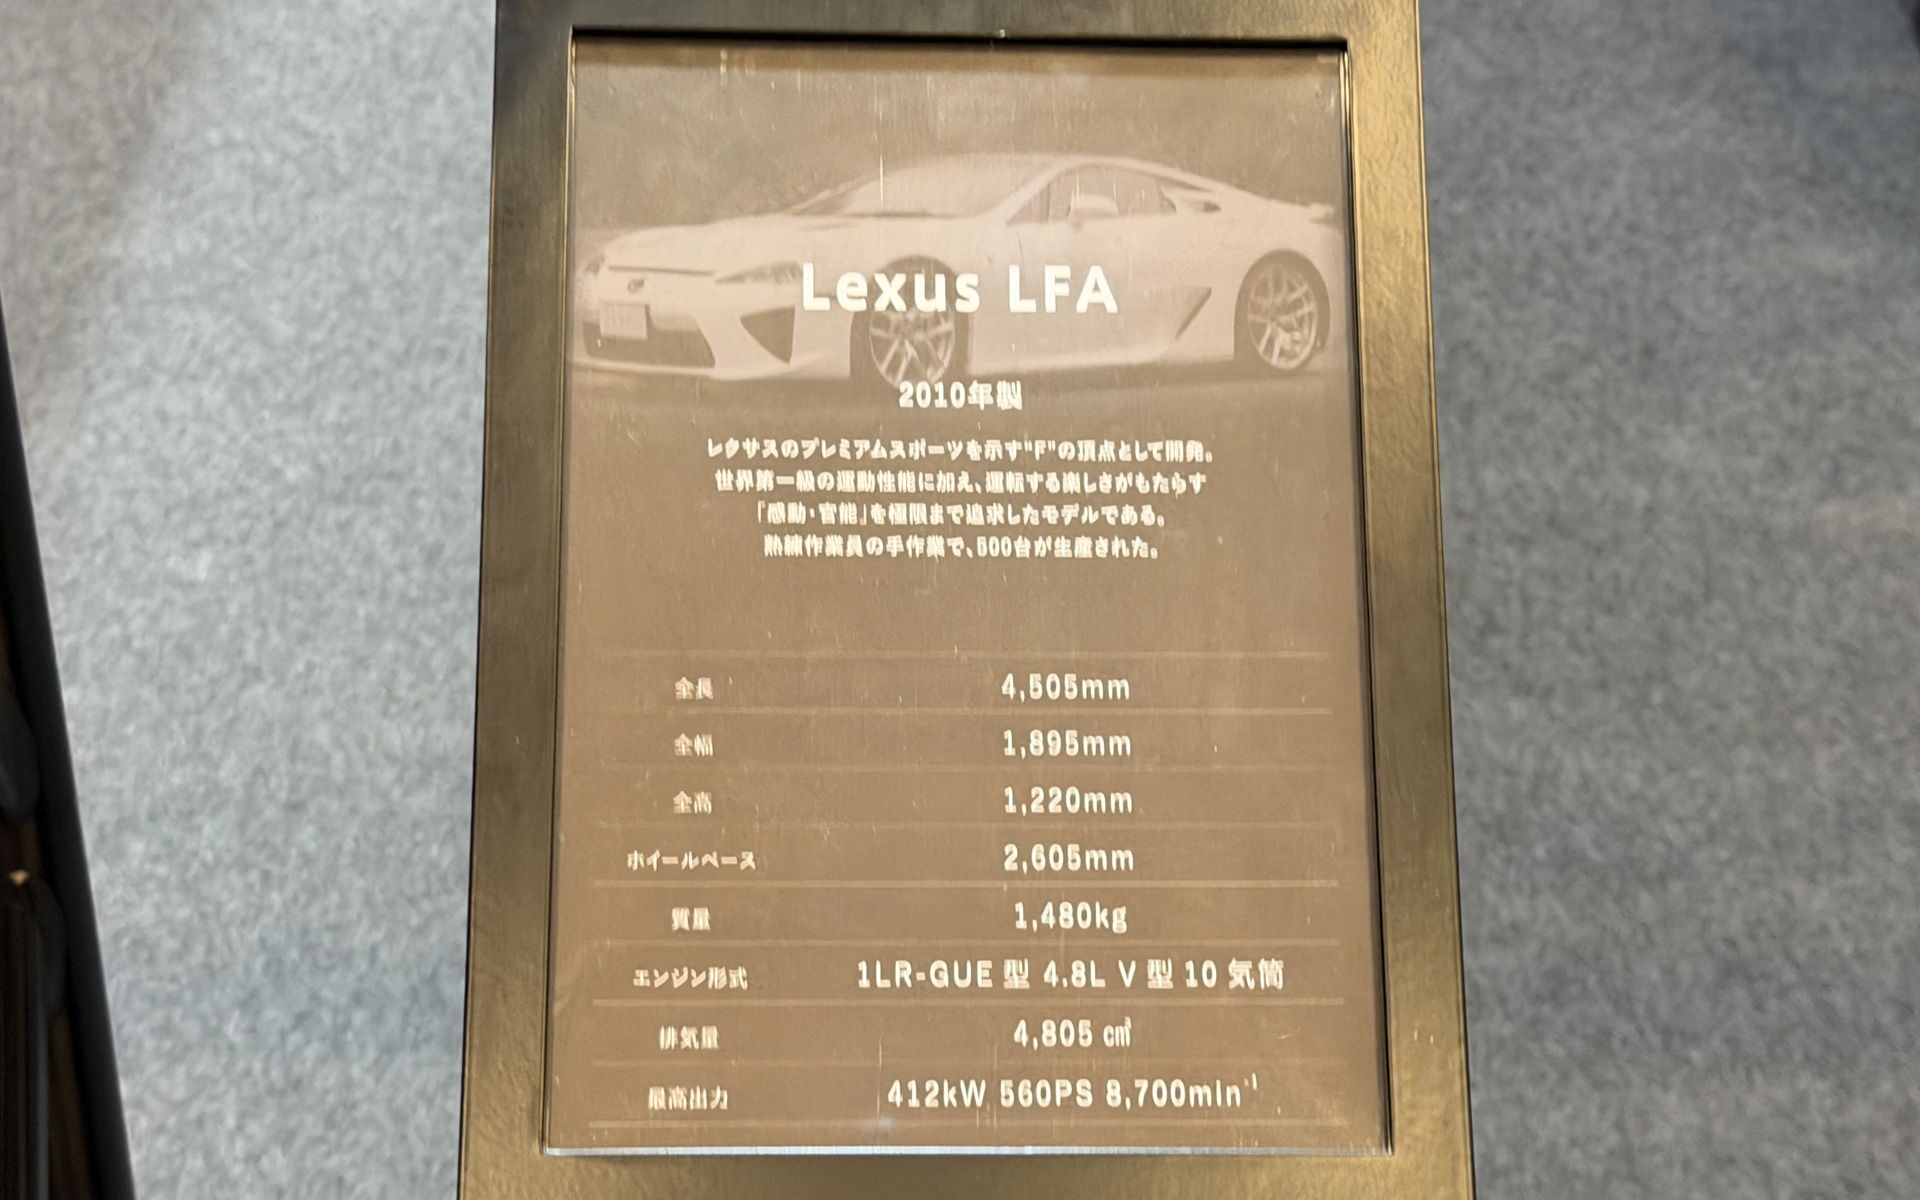 Lexus LFA
2010年製
レクサスのプレミアムスポーツを示す"F"の頂点として開発。
世界第一級の運動性能に加え、運転する楽しさがもたらす
「感動・官能」を極限まで追求したモデルである。
熟練作業員の手作業で、500台が生産された。
全長 4,505mm
全幅 1,895mm
全高 1,220mm
ホイールベース 2,605mm
質量 1,480kg
エンジン形式 1LR-GUE 型 4.8L V 型 10 気筒
排気量 4,805 ㎤
最高出力 412kW 560PS 8,700min⁻¹